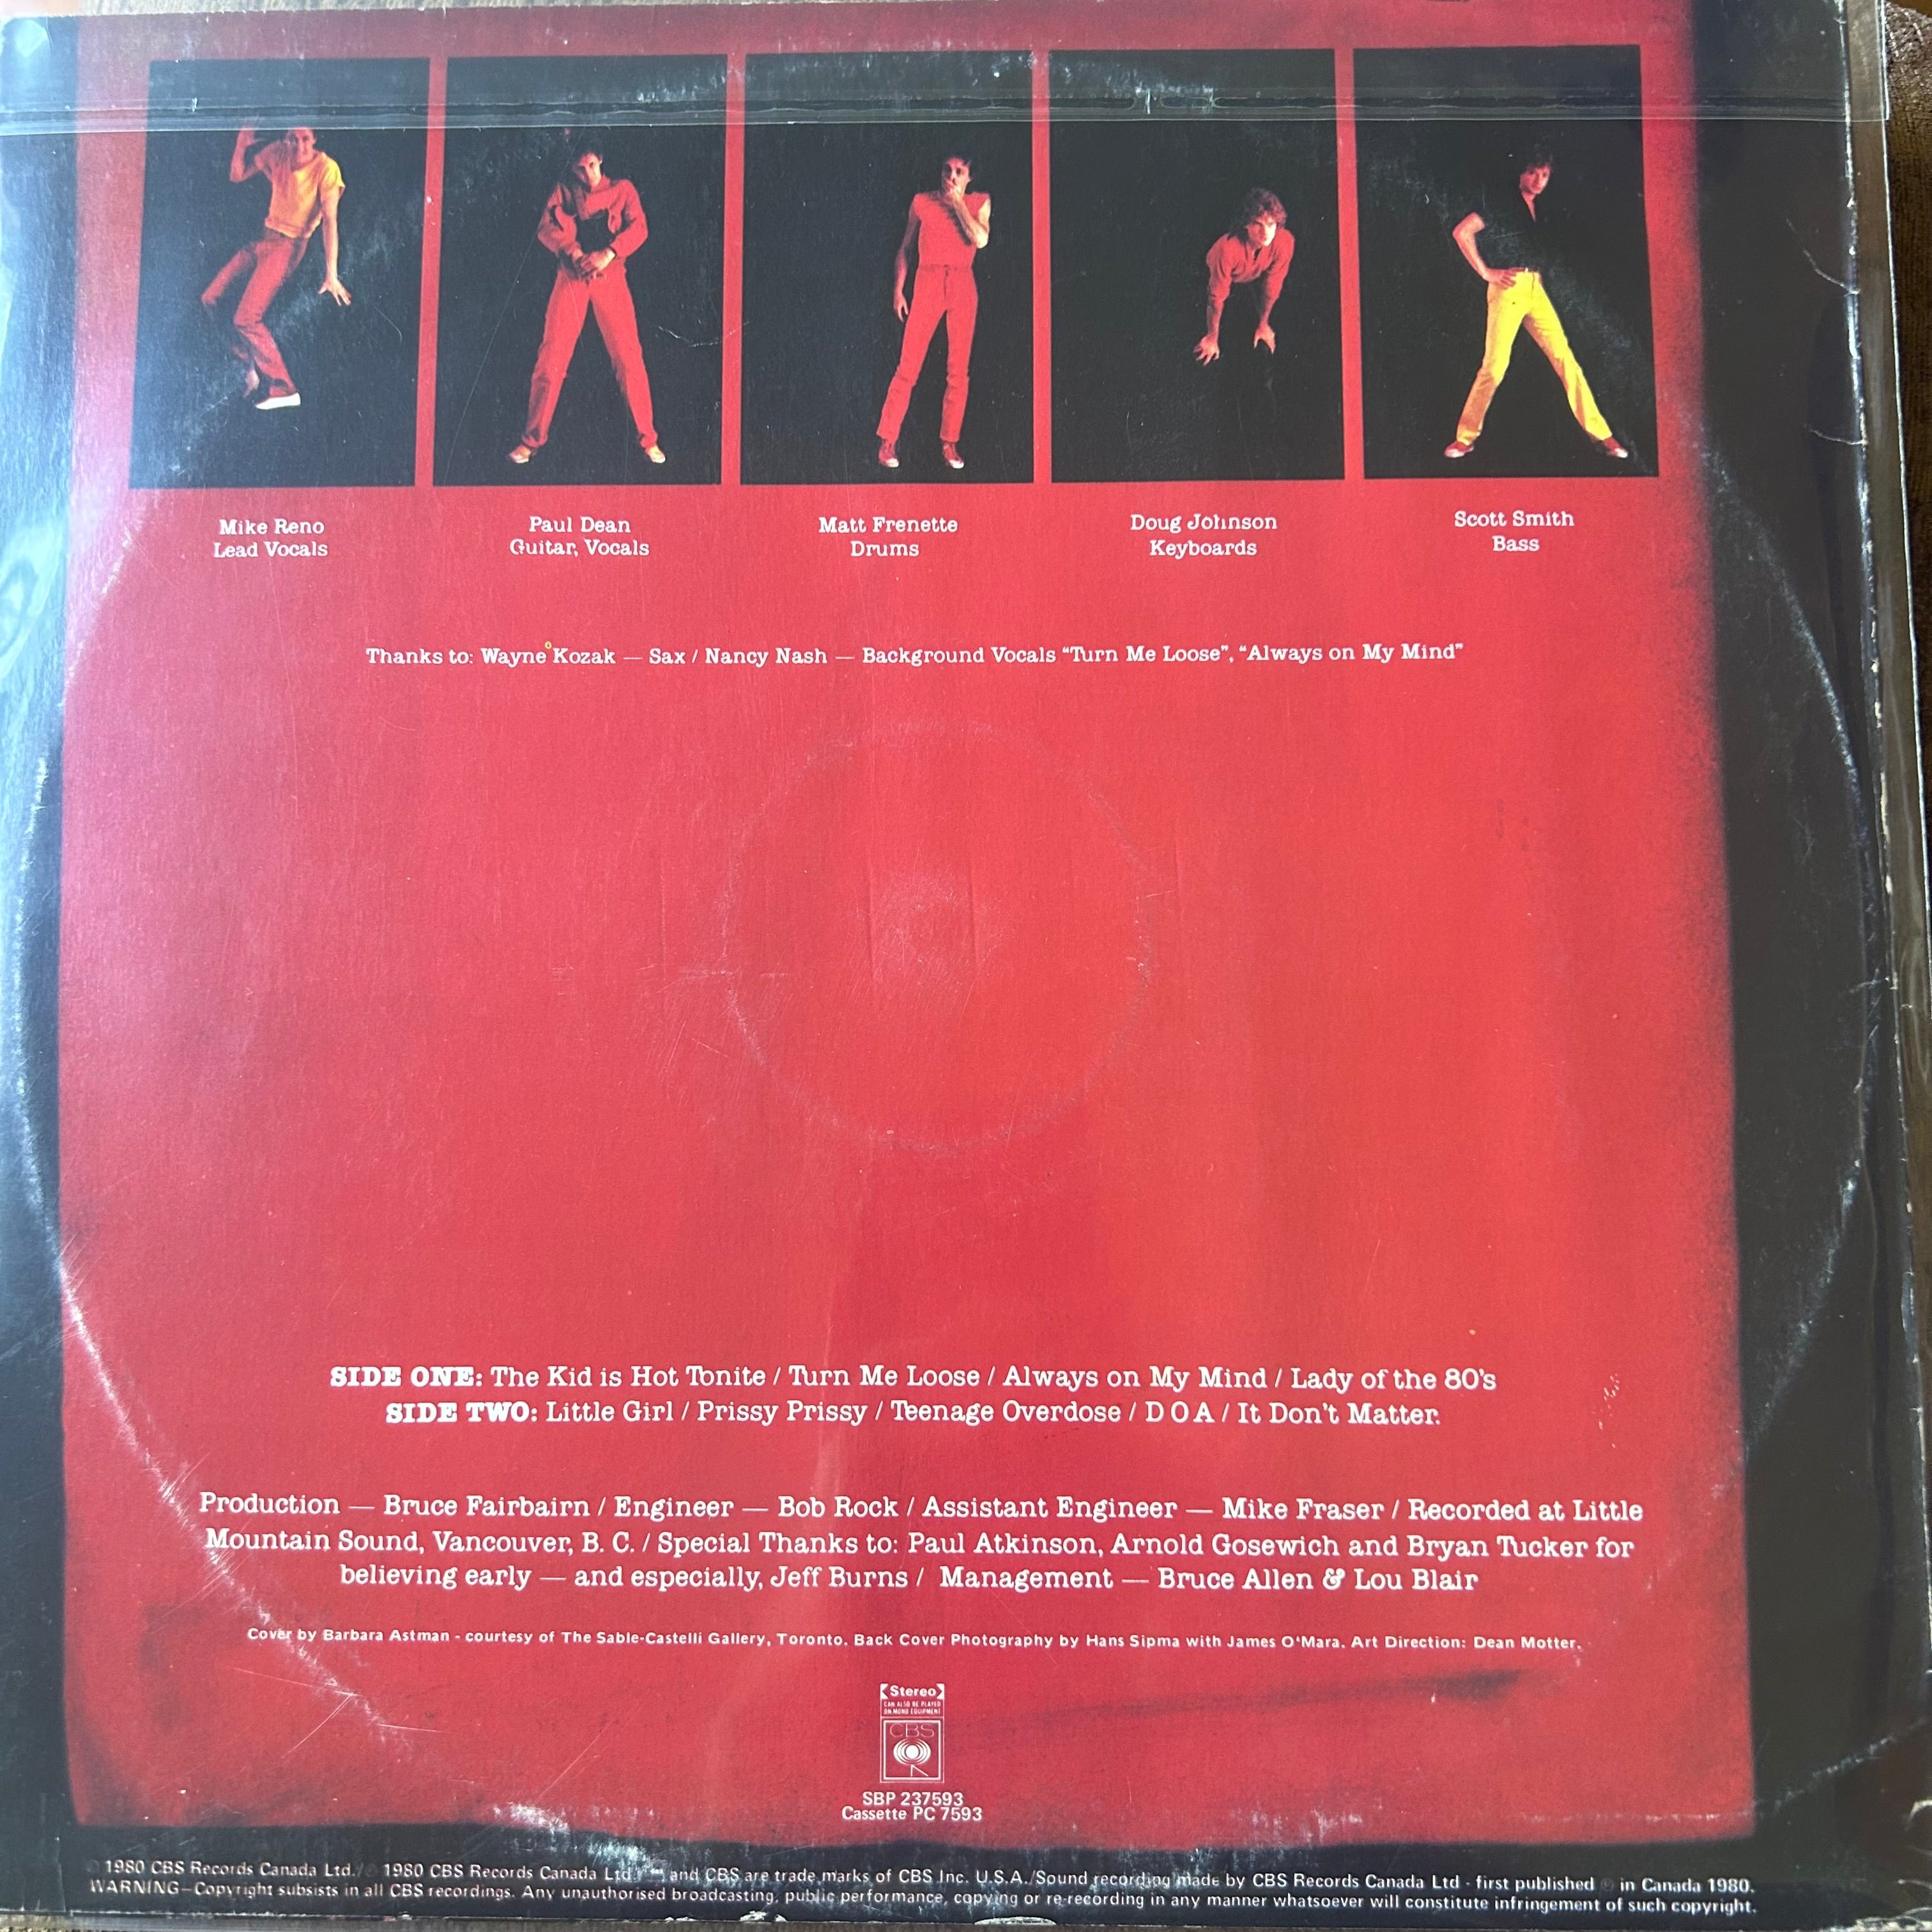 Mike Reno
Lead Vocals
Paul Dean
Guitar, Vocals
Matt Frenette
Drums
Doug Johnson
Keyboards
Scott Smith
Bass
Thanks to: Wayne Kozak — Sax / Nancy Nash — Background Vocals “Turn Me Loose”, “Always on My Mind”
SIDE ONE: The Kid is Hot Tonite / Turn Me Loose / Always on My Mind / Lady of the 80's
SIDE TWO: Little Girl / Prissy Prissy / Teenage Overdose / D O A / It Don't Matter.
Production — Bruce Fairbairn / Engineer — Bob Rock / Assistant Engineer — Mike Fraser / Recorded at Little
Mountain Sound, Vancouver, B. C. / Special Thanks to: Paul Atkinson, Arnold Gosewich and Bryan Tucker for
believing early — and especially, Jeff Burns / Management — Bruce Allen & Lou Blair
Cover by Barbara Astman - courtesy of The Sable-Castelli Gallery, Toronto. Back Cover Photography by Hans Sipma with James O'Mara. Art Direction: Dean Motter.
Stereo
CAN ALSO BE PLAYED
ON MONO EQUIPMENT
CBS
SBP 237593
Cassette PC 7593
1980 CBS Records Canada Ltd. / 1980 CBS Records Canada Ltd. and CBS are trade marks of CBS Inc. U.S.A./Sound recording made by CBS Records Canada Ltd - first published ℗ in Canada 1980.
WARNING—Copyright subsists in all CBS recordings. Any unauthorised broadcasting, public performance, copying or re-recording in any manner whatsoever will constitute infringement of such copyright.